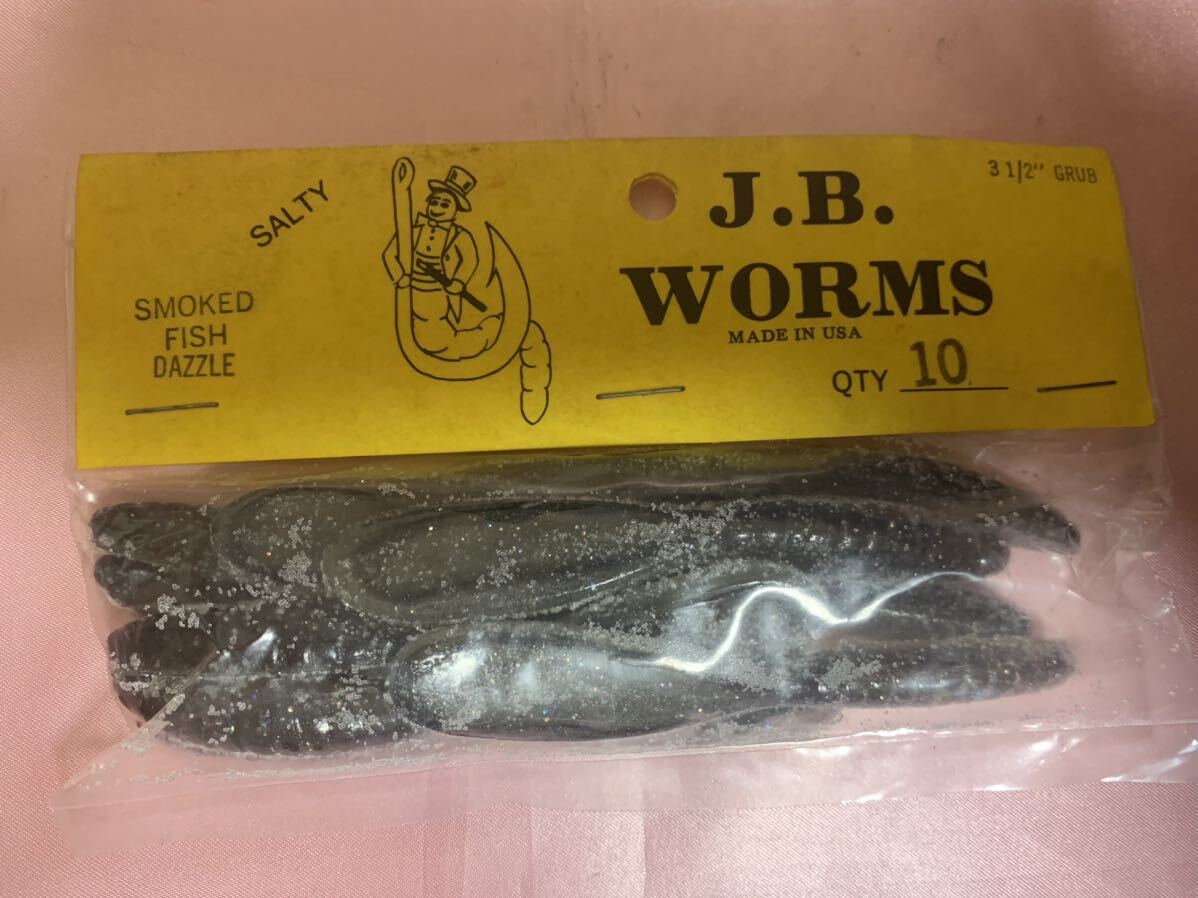 SALTY
SMOKED
FISH
DAZZLE
J.B.
WORMS
MADE IN USA
QTY 10
3 1/2" GRUB